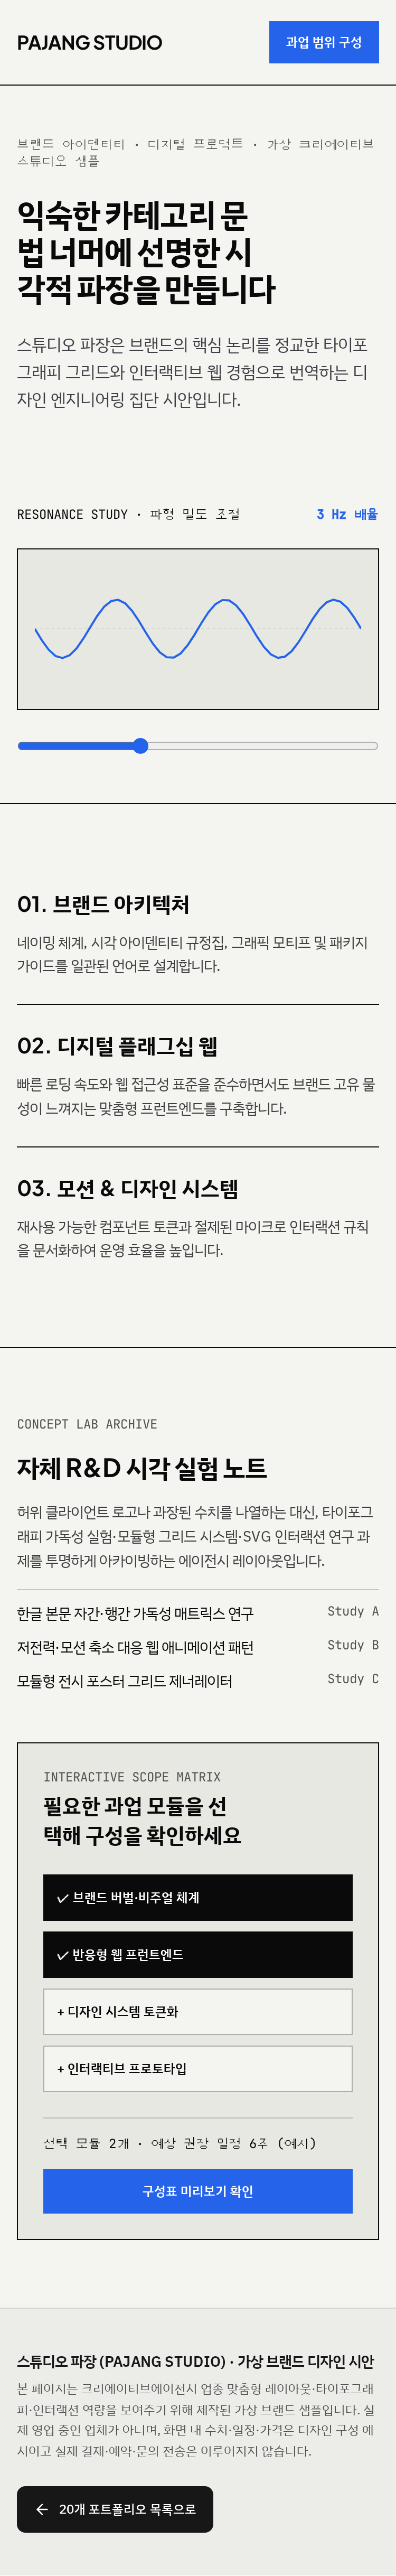 PAJANG STUDIO
과업 범위 구성
브랜드 아이덴티티 · 디지털 프로덕트 · 가상 크리에이티브
스튜디오 샘플
익숙한 카테고리 문
법 너머에 선명한 시
각적 파장을 만듭니다
스튜디오 파장은 브랜드의 핵심 논리를 정교한 타이포
그래피 그리드와 인터랙티브 웹 경험으로 번역하는 디
자인 엔지니어링 집단 시안입니다.
RESONANCE STUDY · 파형 밀도 조절
3 Hz 배율
01. 브랜드 아키텍처
네이밍 체계, 시각 아이덴티티 규정집, 그래픽 모티프 및 패키지
가이드를 일관된 언어로 설계합니다.
02. 디지털 플래그십 웹
빠른 로딩 속도와 웹 접근성 표준을 준수하면서도 브랜드 고유 물
성이 느껴지는 맞춤형 프런트엔드를 구축합니다.
03. 모션 & 디자인 시스템
재사용 가능한 컴포넌트 토큰과 절제된 마이크로 인터랙션 규칙
을 문서화하여 운영 효율을 높입니다.
CONCEPT LAB ARCHIVE
자체 R&D 시각 실험 노트
허위 클라이언트 로고나 과장된 수치를 나열하는 대신, 타이포그
래피 가독성 실험·모듈형 그리드 시스템·SVG 인터랙션 연구 과
제를 투명하게 아카이빙하는 에이전시 레이아웃입니다.
한글 본문 자간·행간 가독성 매트릭스 연구
Study A
저전력·모션 축소 대응 웹 애니메이션 패턴
Study B
모듈형 전시 포스터 그리드 제너레이터
Study C
INTERACTIVE SCOPE MATRIX
필요한 과업 모듈을 선
택해 구성을 확인하세요
✓ 브랜드 버벌·비주얼 체계
✓ 반응형 웹 프런트엔드
+ 디자인 시스템 토큰화
+ 인터랙티브 프로토타입
선택 모듈 2개 · 예상 권장 일정 6주 (예시)
구성표 미리보기 확인
스튜디오 파장 (PAJANG STUDIO) · 가상 브랜드 디자인 시안
본 페이지는 크리에이티브에이전시 업종 맞춤형 레이아웃·타이포그래
피·인터랙션 역량을 보여주기 위해 제작된 가상 브랜드 샘플입니다. 실
제 영업 중인 업체가 아니며, 화면 내 수치·일정·가격은 디자인 구성 예
시이고 실제 결제·예약·문의 전송은 이루어지지 않습니다.
← 20개 포트폴리오 목록으로